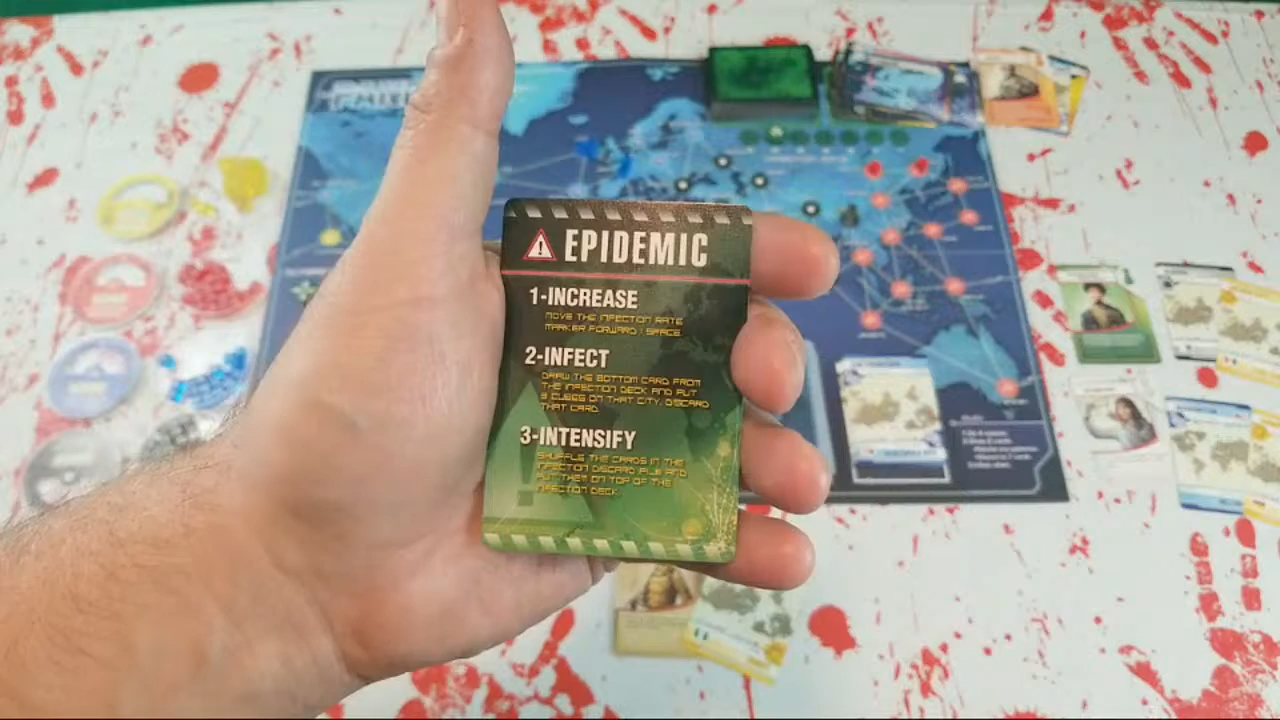 EPIDEMIC
1-INCREASE
MOVE THE INFECTION RATE
MARKER FORWARD 1 SPACE.
2-INFECT
DRAW THE BOTTOM CARD FROM
THE INFECTION DECK AND PUT
3 CUBES ON THAT CITY. DISCARD
THAT CARD.
3-INTENSIFY
SHUFFLE THE CARDS IN THE
INFECTION DISCARD PILE AND
PUT THEM ON TOP OF THE
INFECTION DECK.